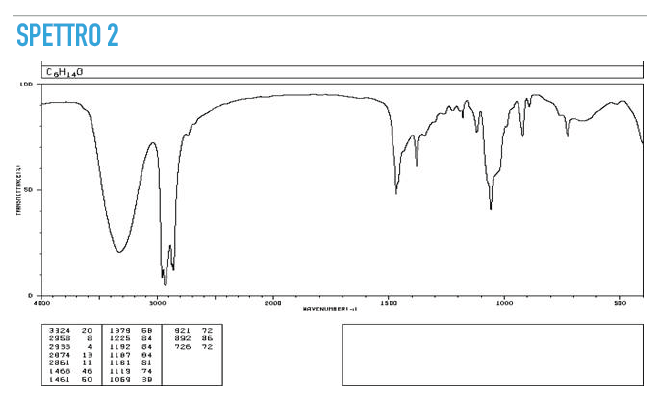 SPETTRO 2
C6H14O
100
50
0
TRANSMITTANCE(%)
4000 3000 2000 1500 1000 500
WAVENUMBER(-1)
3324 20 1379 58 921 72
2958 8 1225 84 892 86
2933 4 1192 84 726 72
2874 13 1187 84
2861 11 1161 81
1468 46 1119 74
1461 60 1059 39